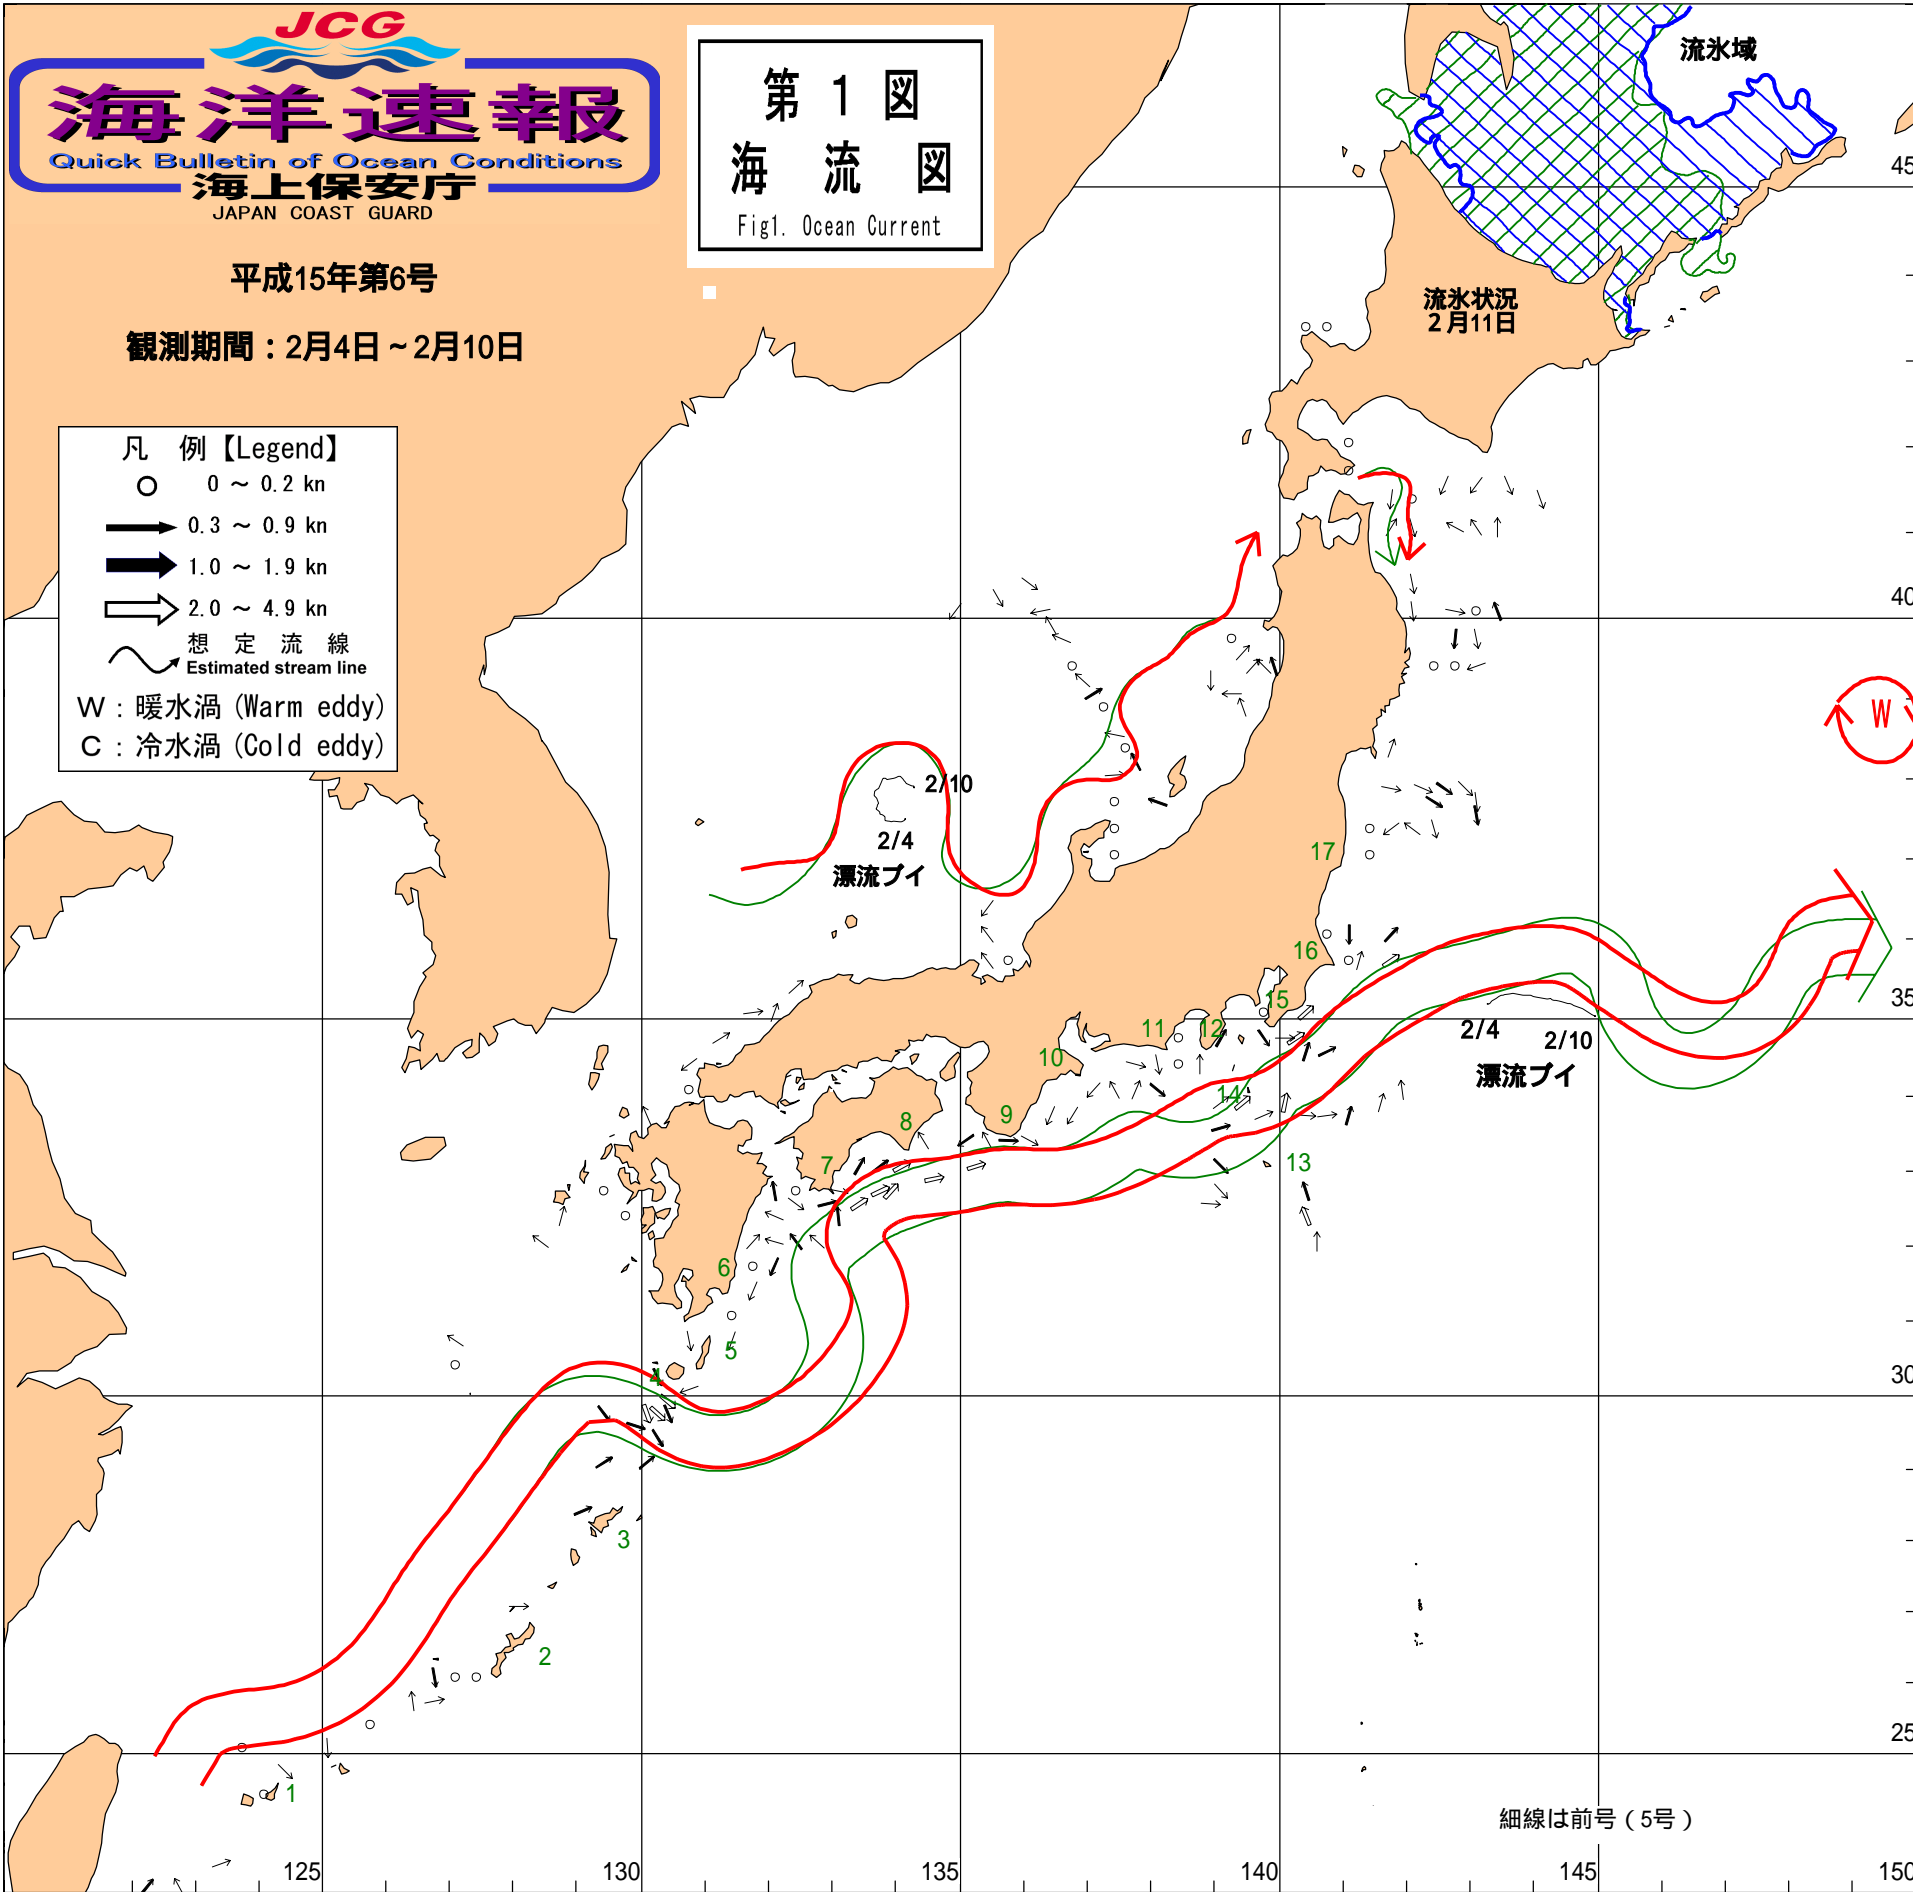 JCG
海洋速報
Quick Bulletin of Ocean Conditions
海上保安庁
JAPAN COAST GUARD
平成15年第6号
観測期間：2月4日～2月10日
第 1 図
海 流 図
Fig1. Ocean Current
凡 例【Legend】
0 ～ 0.2 kn
0.3 ～ 0.9 kn
1.0 ～ 1.9 kn
2.0 ～ 4.9 kn
想 定 流 線
Estimated stream line
W：暖水渦 (Warm eddy)
C：冷水渦 (Cold eddy)
流氷域
流氷状況
2月11日
45
40
35
30
25
W
2/10
2/4
漂流ブイ
2/4
2/10
漂流ブイ
17
16
15
14
13
12
11
10
9
8
7
6
5
4
3
2
1
細線は前号（5号）
125
130
135
140
145
150